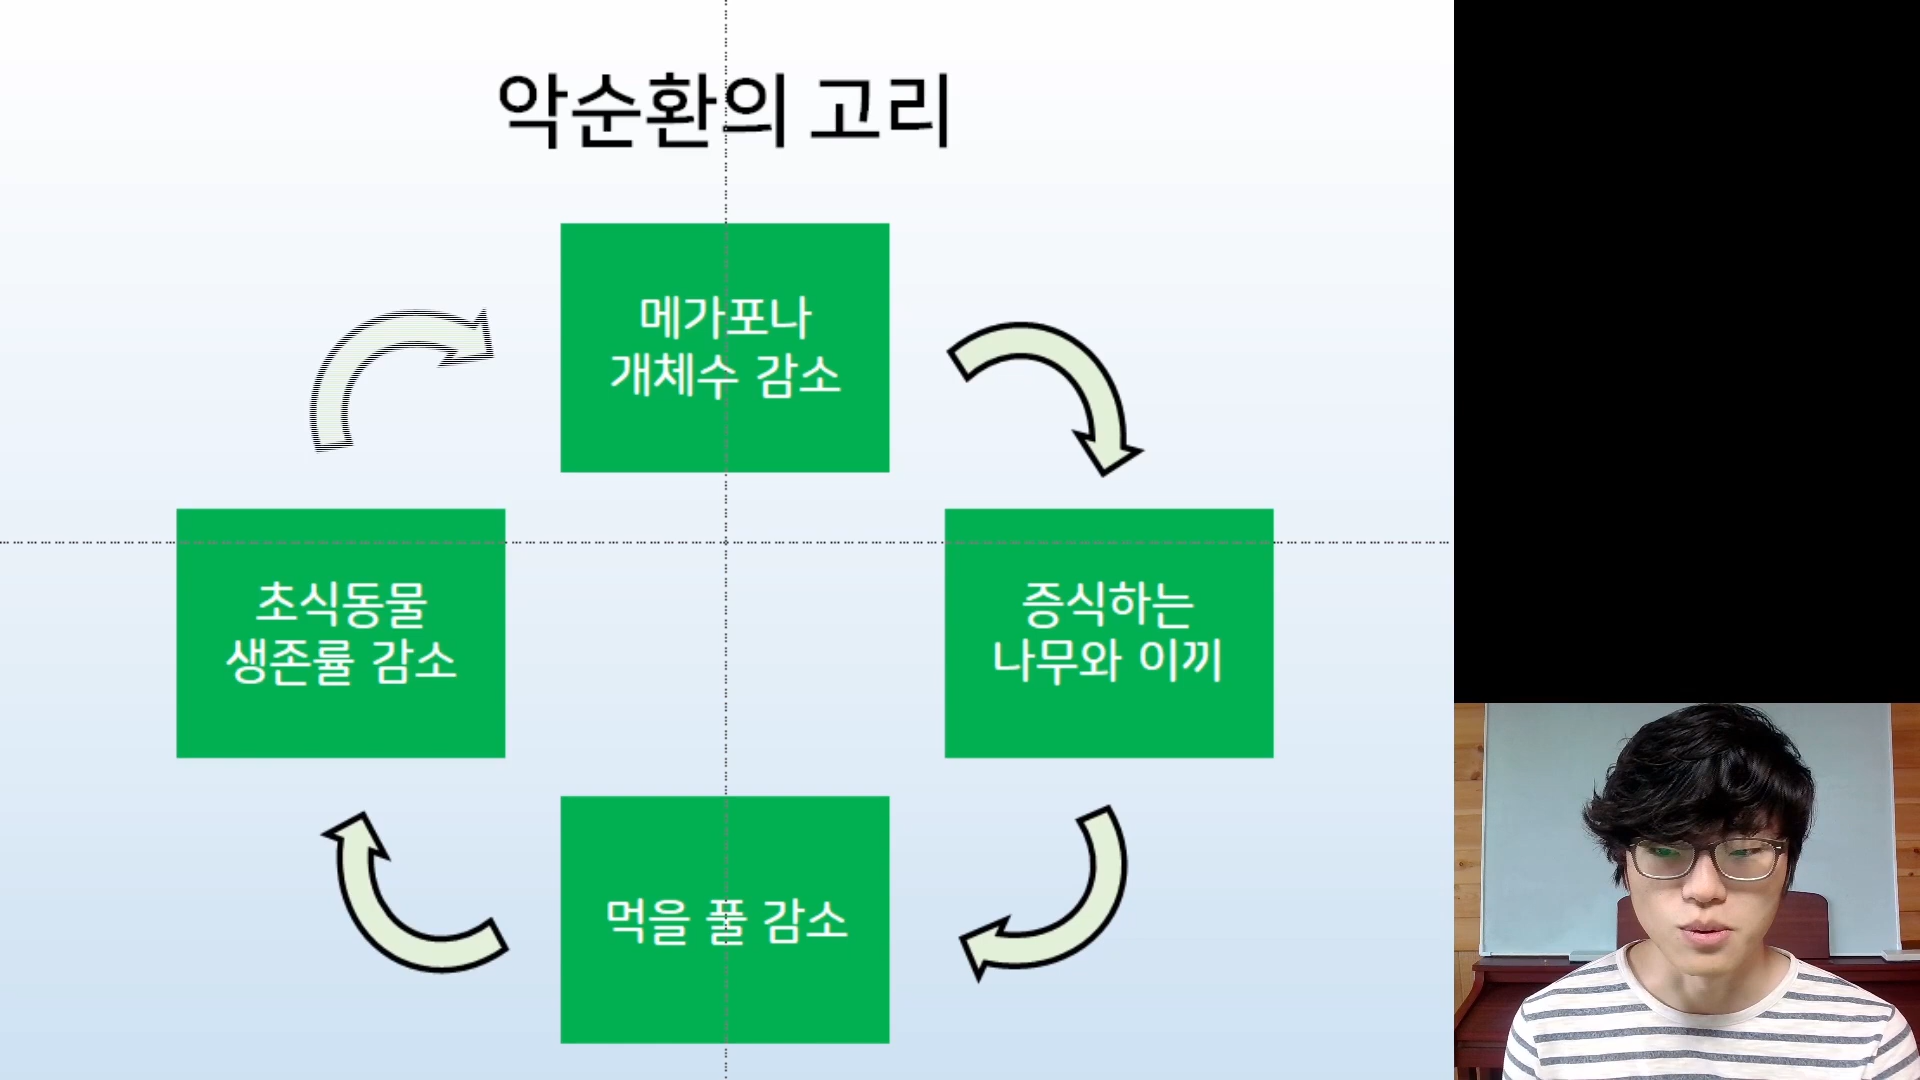 악순환의 고리
메가포나
개체수 감소
증식하는
나무와 이끼
먹을 풀 감소
초식동물
생존률 감소